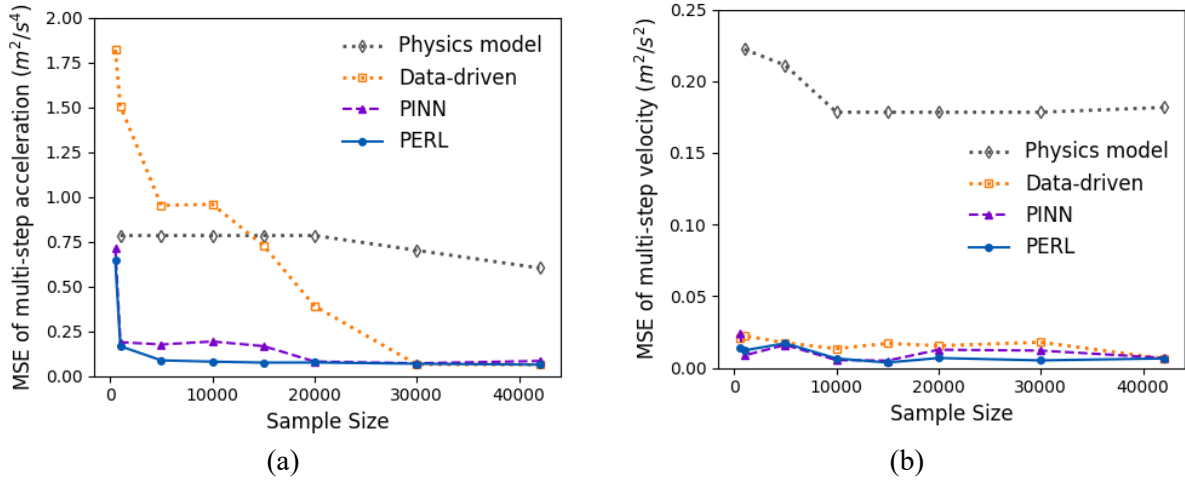 MSE of multi-step acceleration (m²/s⁴)
2.00
1.75
1.50
1.25
1.00
0.75
0.50
0.25
0.00
Physics model
Data-driven
PINN
PERL
0 10000 20000 30000 40000
Sample Size
(a)
MSE of multi-step velocity (m²/s²)
0.25
0.20
0.15
0.10
0.05
0.00
Physics model
Data-driven
PINN
PERL
0 10000 20000 30000 40000
Sample Size
(b)